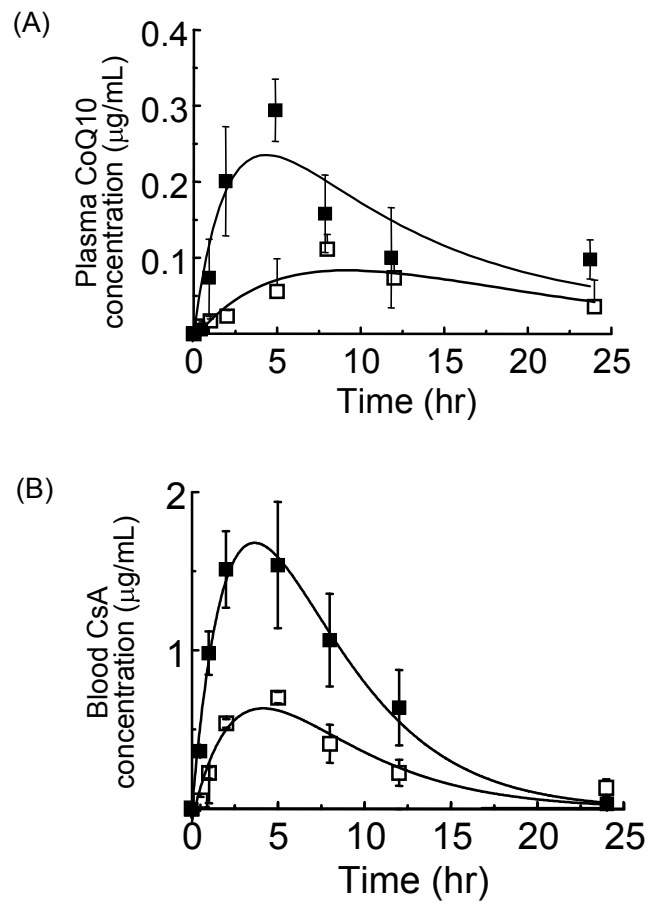 (A)
Plasma CoQ10
concentration (μg/mL)
0.4
0.3
0.2
0.1
0 5 10 15 20 25
Time (hr)
(B)
Blood CsA
concentration (μg/mL)
2
1
0 5 10 15 20 25
Time (hr)